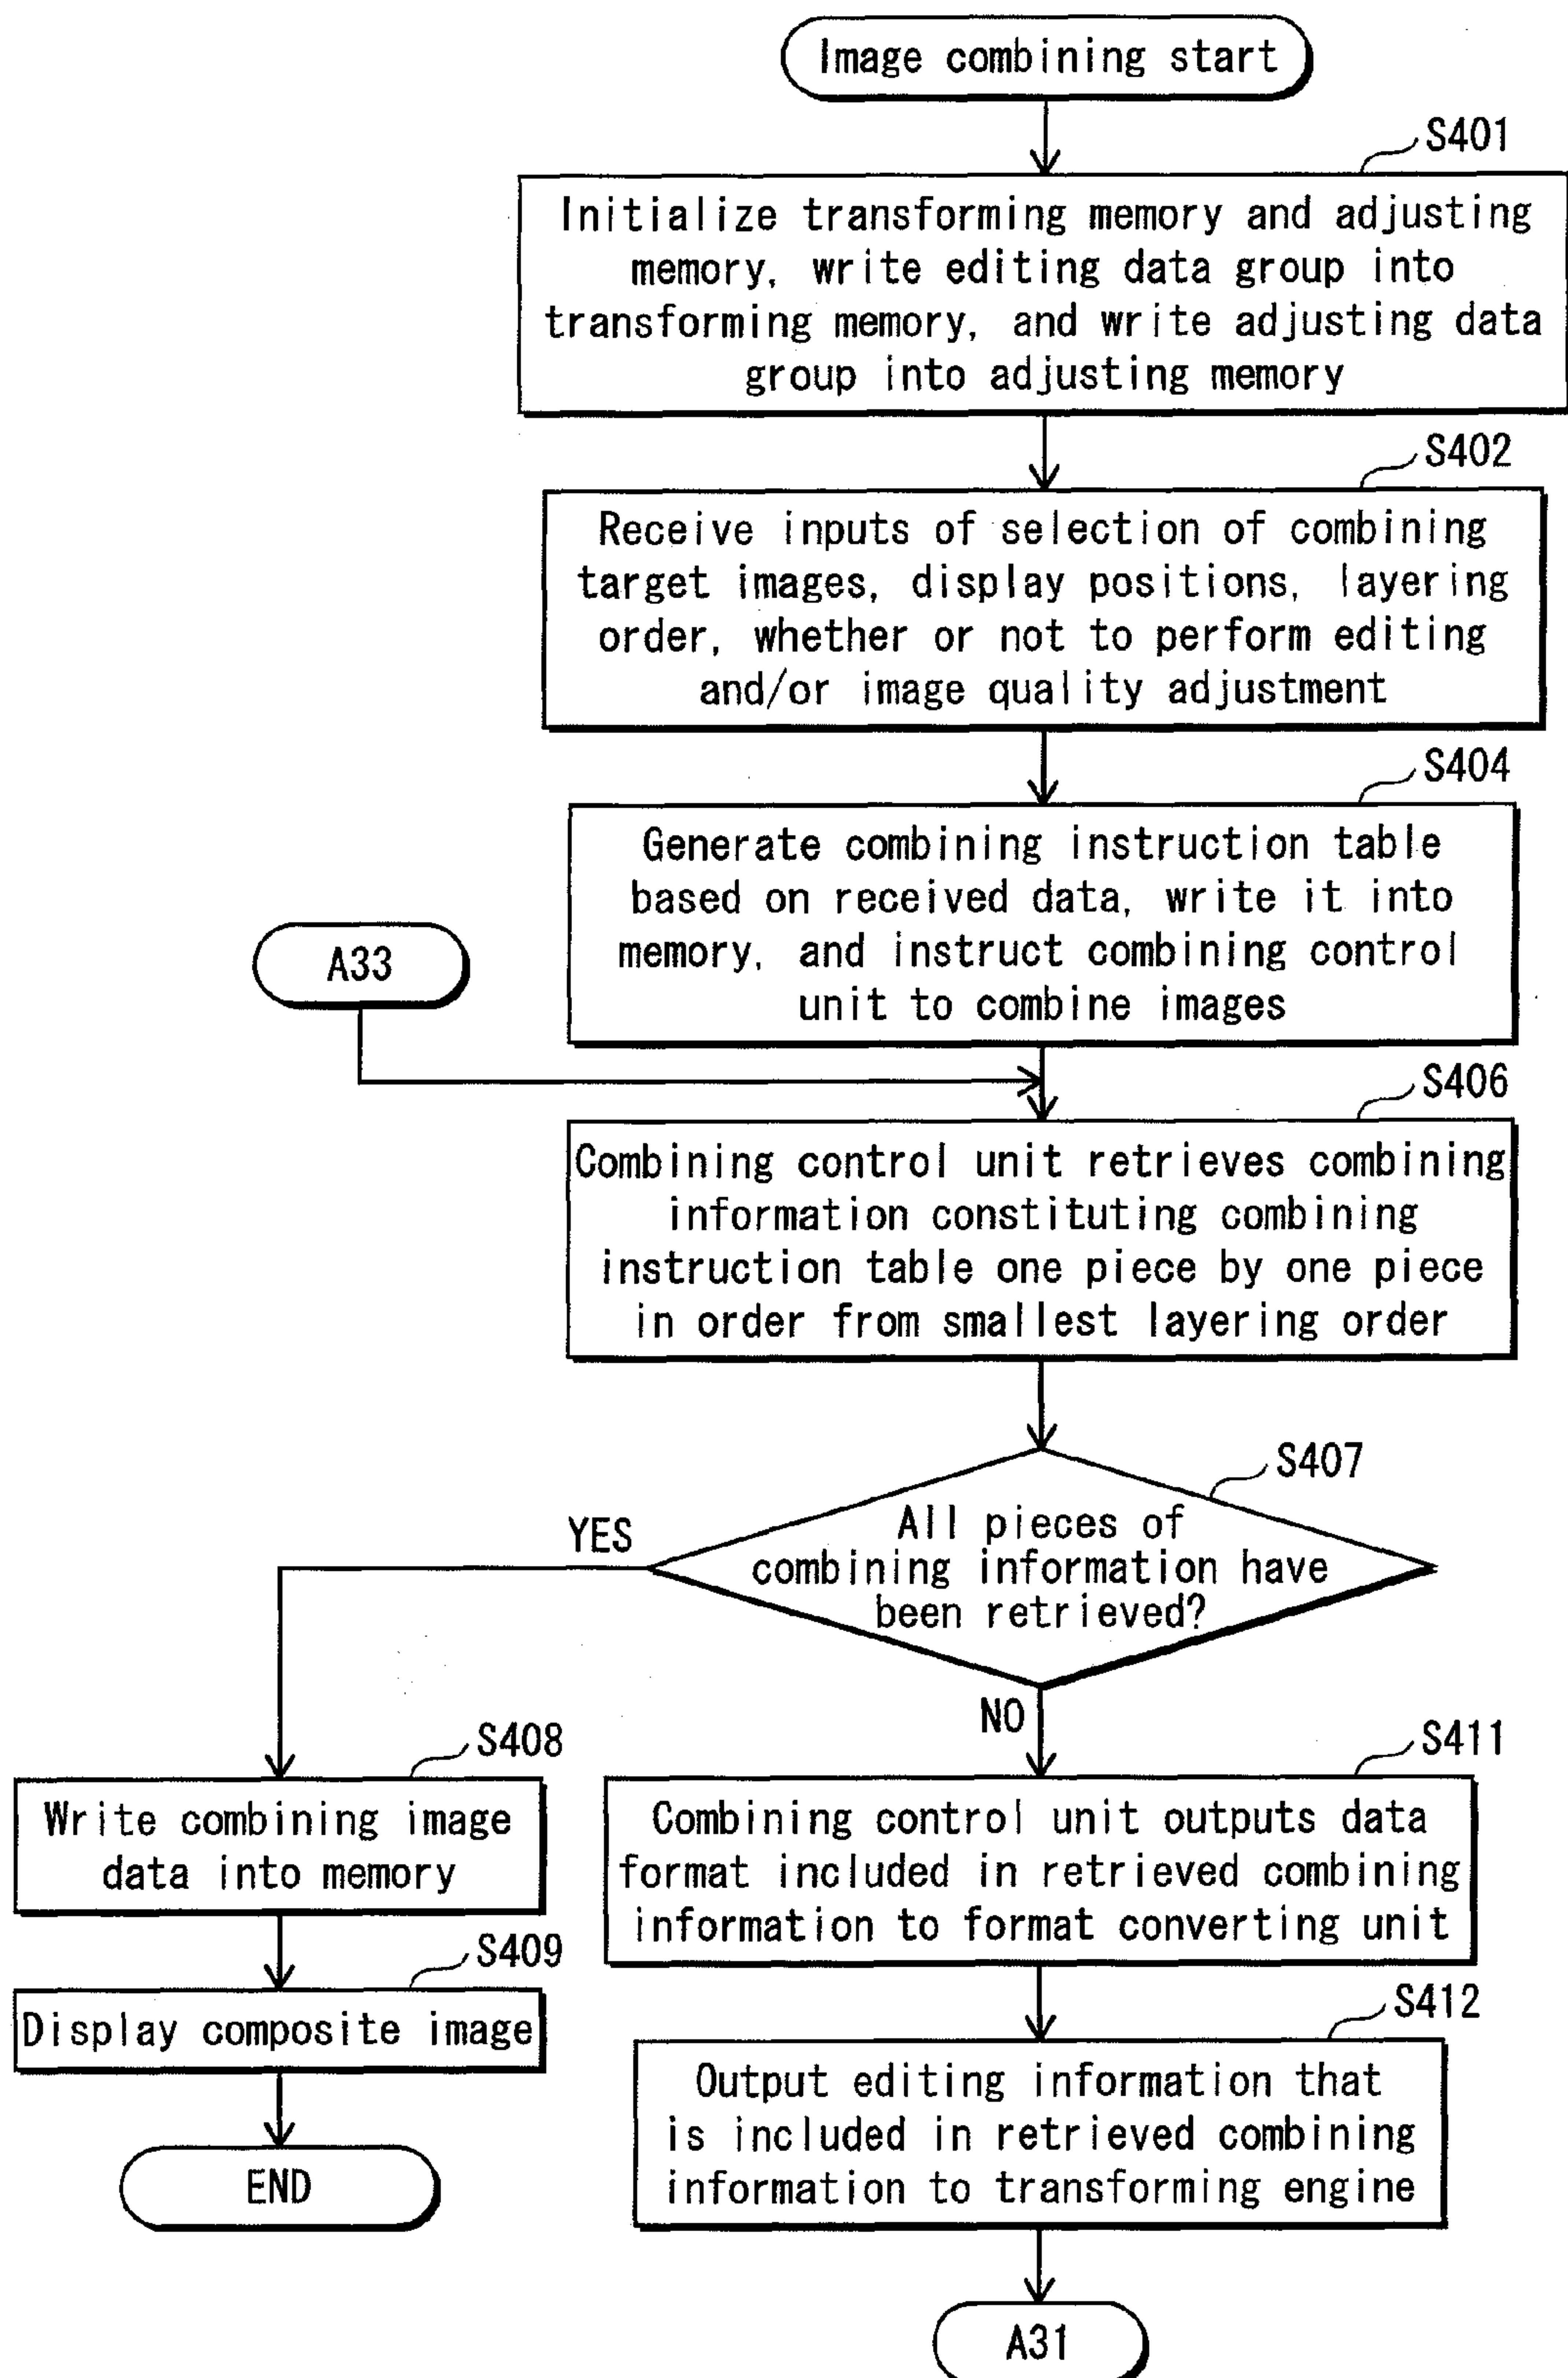 Image combining start
S401
Initialize transforming memory and adjusting
memory, write editing data group into
transforming memory, and write adjusting data
group into adjusting memory
S402
Receive inputs of selection of combining
target images, display positions, layering
order, whether or not to perform editing
and/or image quality adjustment
S404
Generate combining instruction table
based on received data, write it into
memory, and instruct combining control
unit to combine images
A33
S406
Combining control unit retrieves combining
information constituting combining
instruction table one piece by one piece
in order from smallest layering order
S407
All pieces of
combining information have
been retrieved?
YES
NO
S408
Write combining image
data into memory
S409
Display composite image
END
S411
Combining control unit outputs data
format included in retrieved combining
information to format converting unit
S412
Output editing information that
is included in retrieved combining
information to transforming engine
A31